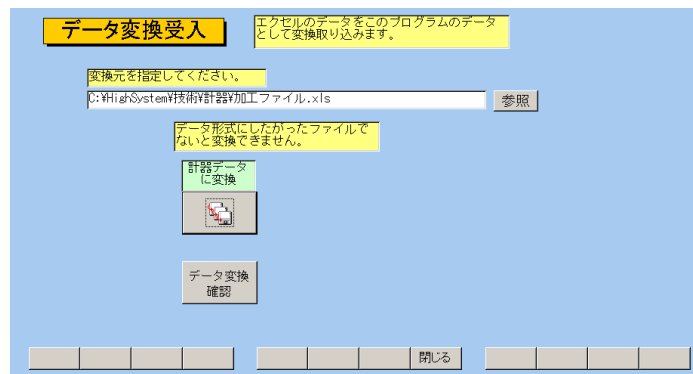 データ変換受入
エクセルのデータをこのプログラムのデータ
として変換取り込みます。
変換元を指定してください。
C:¥HighSystem¥技術¥計器¥加工ファイル.xls
参照
データ形式にしたがったファイルで
ないと変換できません。
計器データ
に変換
データ変換
確認
閉じる